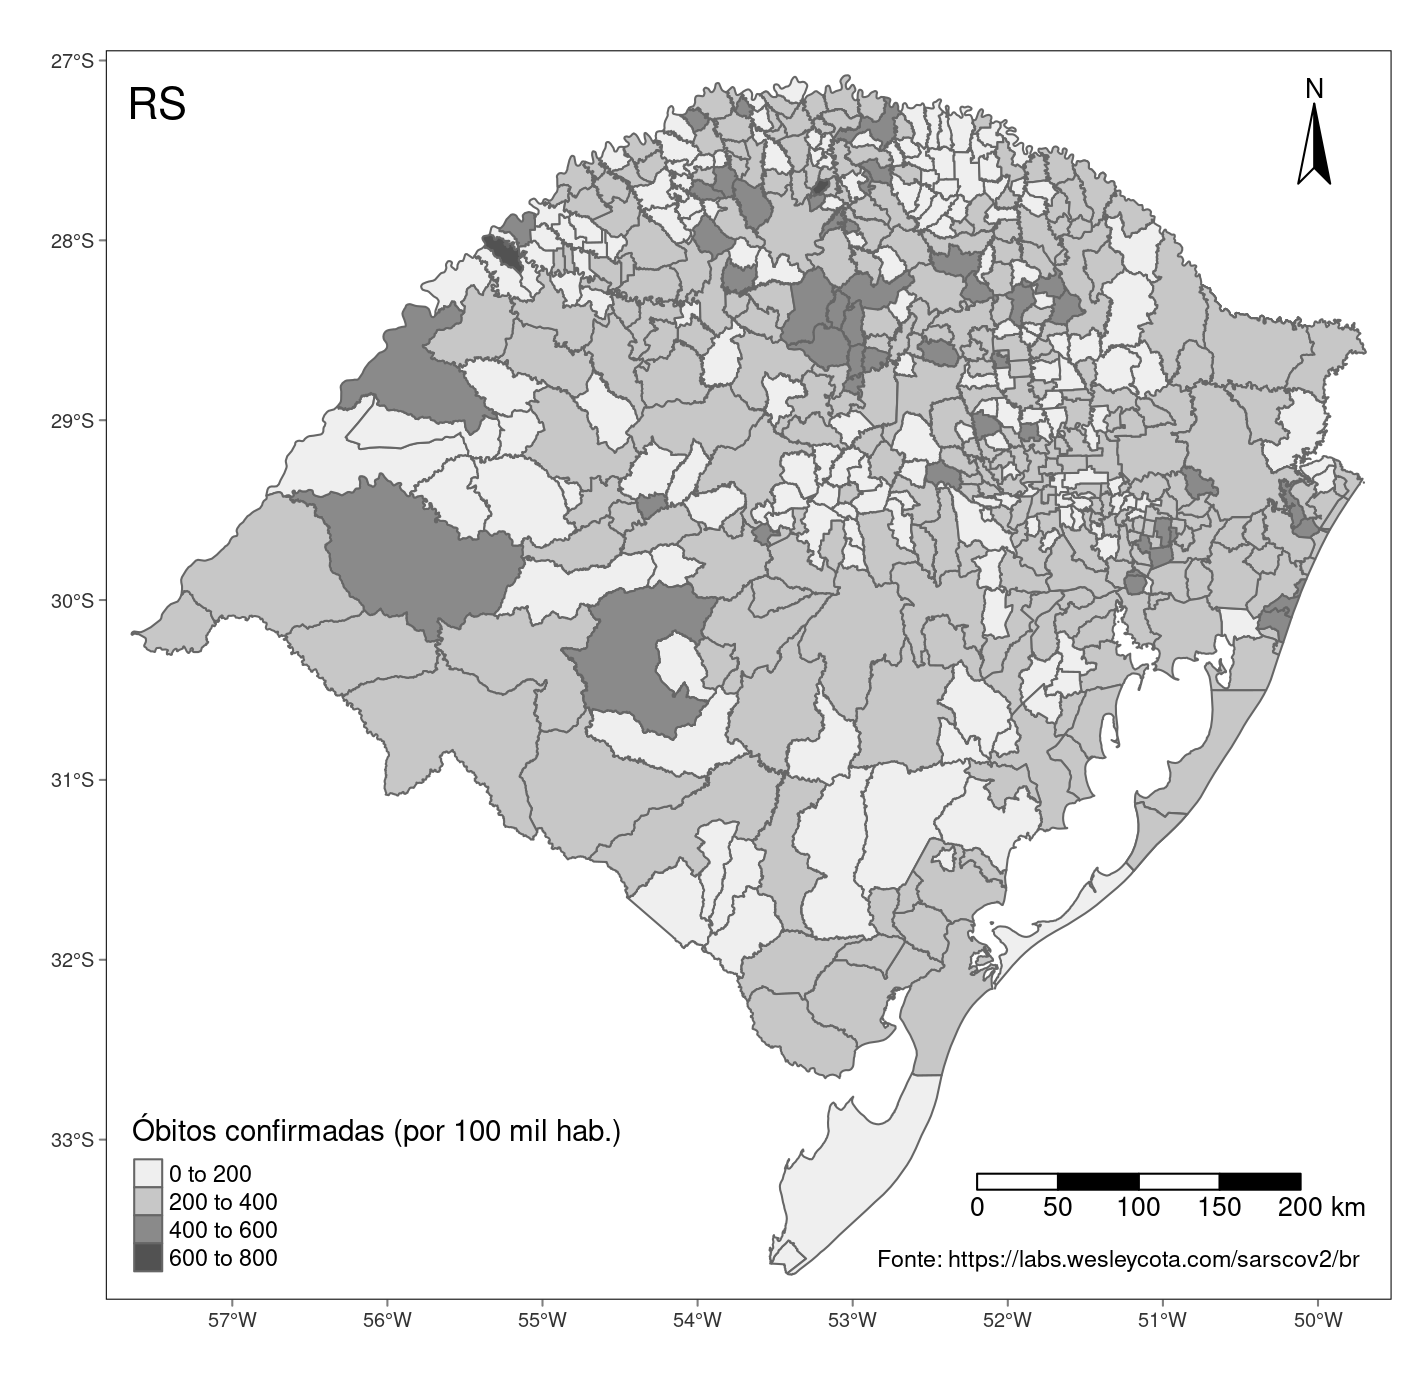 RS
N
27°S
28°S
29°S
30°S
31°S
32°S
33°S
Óbitos confirmadas (por 100 mil hab.)
0 to 200
200 to 400
400 to 600
600 to 800
0 50 100 150 200 km
Fonte: https://labs.wesleycota.com/sarscov2/br
57°W 56°W 55°W 54°W 53°W 52°W 51°W 50°W